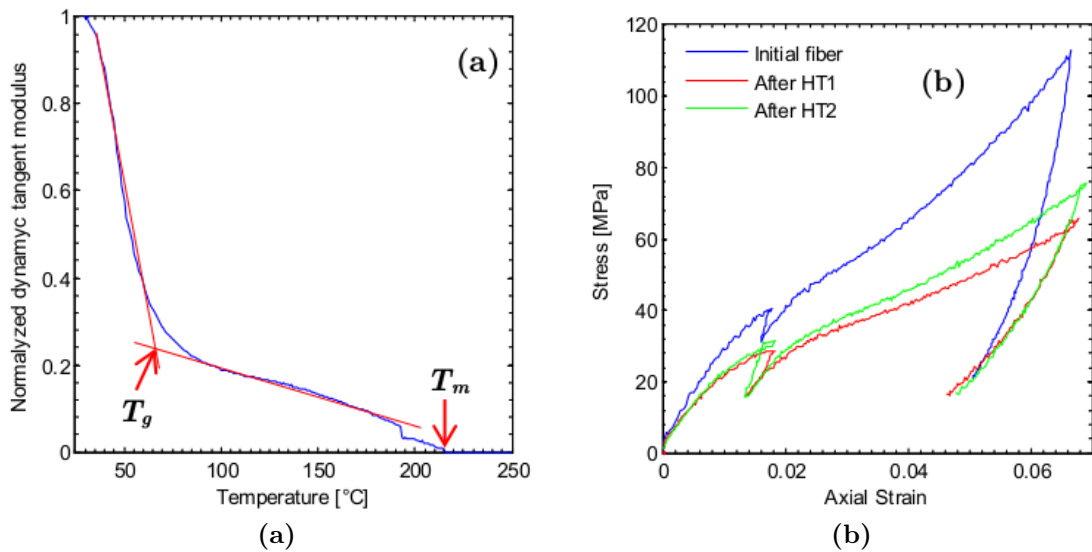 1
0.8
0.6
0.4
0.2
0
50
100
150
200
250
Normalized dynamyc tangent modulus
Temperature [°C]
(a)
T_g
T_m
(a)
120
100
80
60
40
20
0
0
0.02
0.04
0.06
Stress [MPa]
Axial Strain
Initial fiber
After HT1
After HT2
(b)
(b)